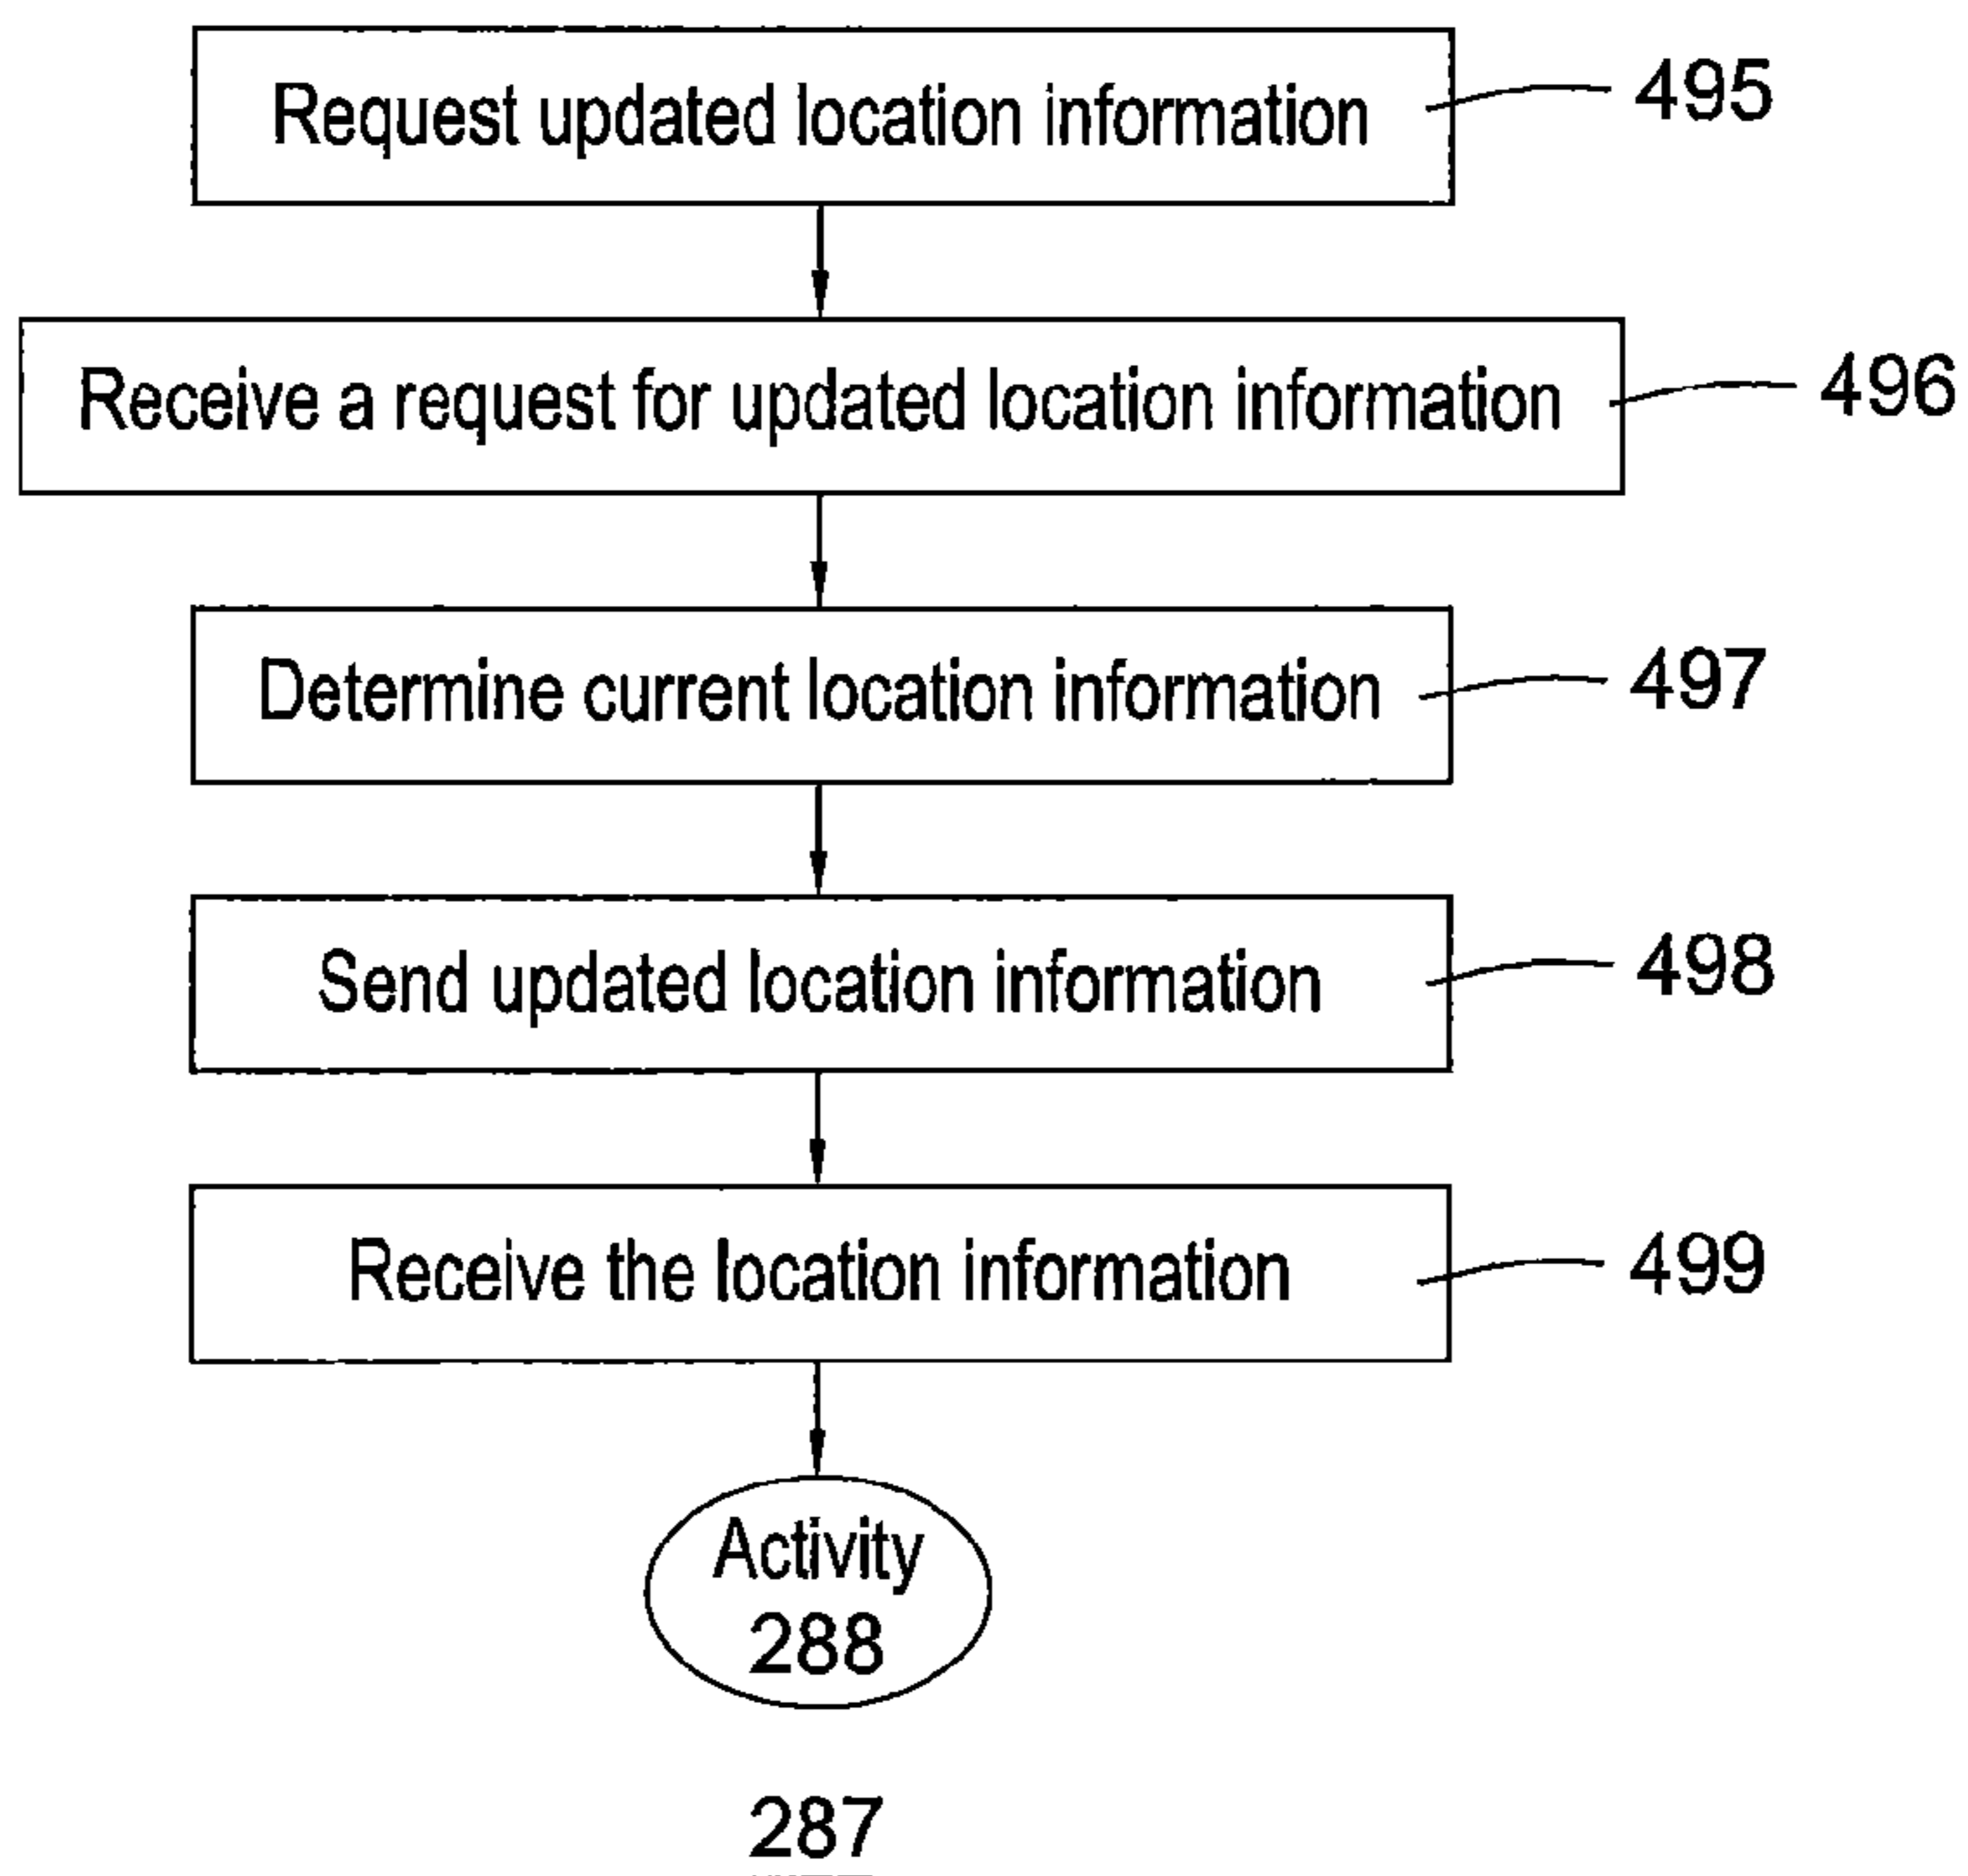 Request updated location information
495
Receive a request for updated location information
496
Determine current location information
497
Send updated location information
498
Receive the location information
499
Activity
288
287